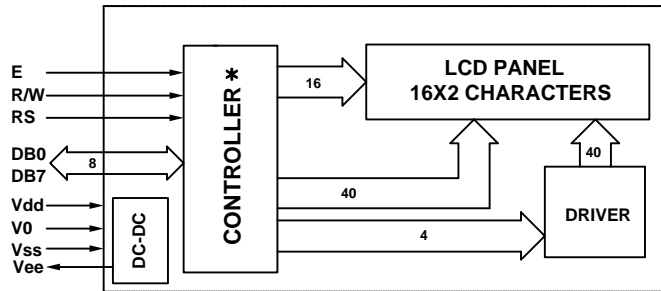 E
R/W
RS
DB0
DB7
8
Vdd
V0
Vss
Vee
DC-DC
CONTROLLER *
16
LCD PANEL
16X2 CHARACTERS
40
40
4
DRIVER